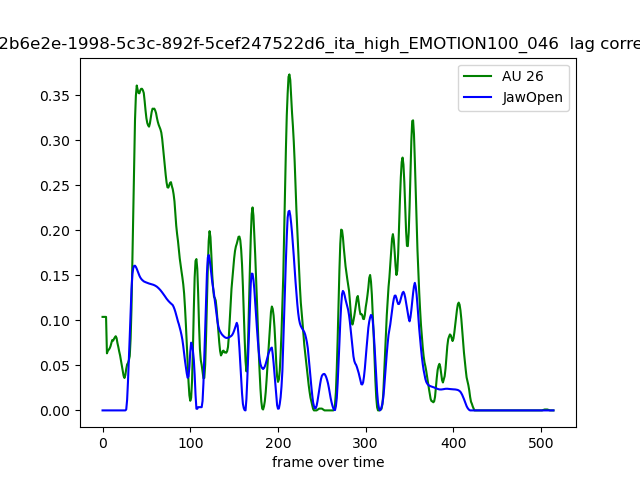 2b6e2e-1998-5c3c-892f-5cef247522d6_ita_high_EMOTION100_046 lag corre
AU 26
JawOpen
0.35
0.30
0.25
0.20
0.15
0.10
0.05
0.00
0 100 200 300 400 500
frame over time